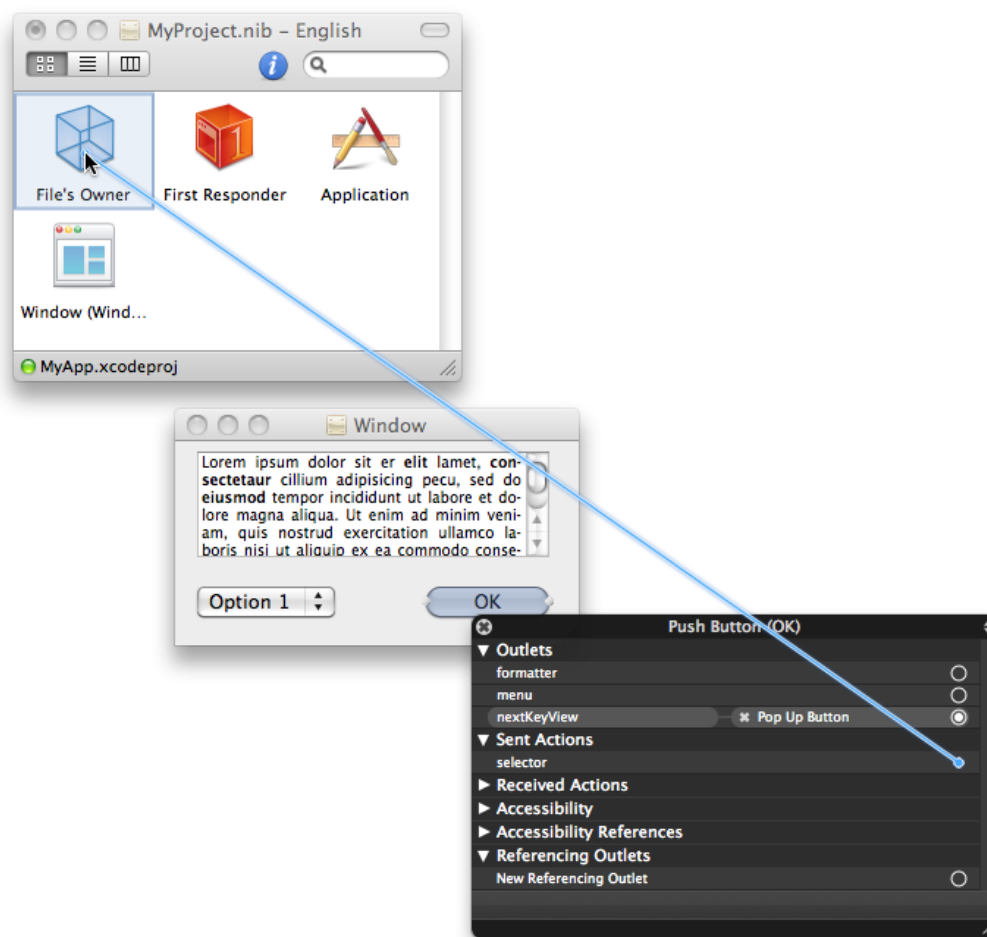 MyProject.nib – English
File's Owner
First Responder
Application
Window (Wind...
MyApp.xcodeproj
Window
Lorem ipsum dolor sit er elit lamet, con-
sectetaur cillium adipisicing pecu, sed do
eiusmod tempor incididunt ut labore et do-
lore magna aliqua. Ut enim ad minim veni-
am, quis nostrud exercitation ullamco la-
boris nisi ut aliquip ex ea commodo conse-
Option 1
OK
Push Button (OK)
Outlets
formatter
menu
nextKeyView
Pop Up Button
Sent Actions
selector
Received Actions
Accessibility
Accessibility References
Referencing Outlets
New Referencing Outlet